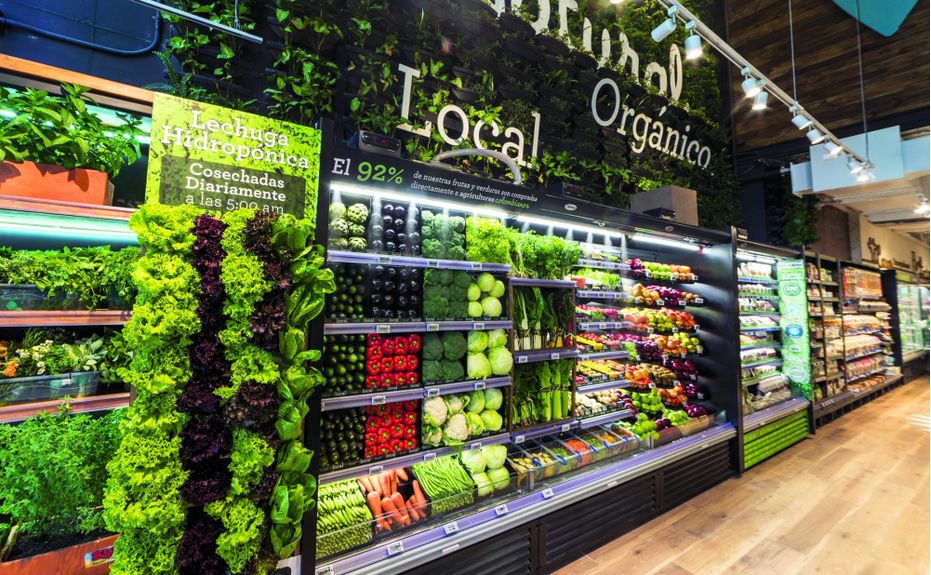 Local
Orgánico
Lechuga
Hidropónica
Cosechadas
Diariamente
a las 5:00 am
El 92% de nuestras frutas y verduras son compradas
directamente a agricultores colombianos